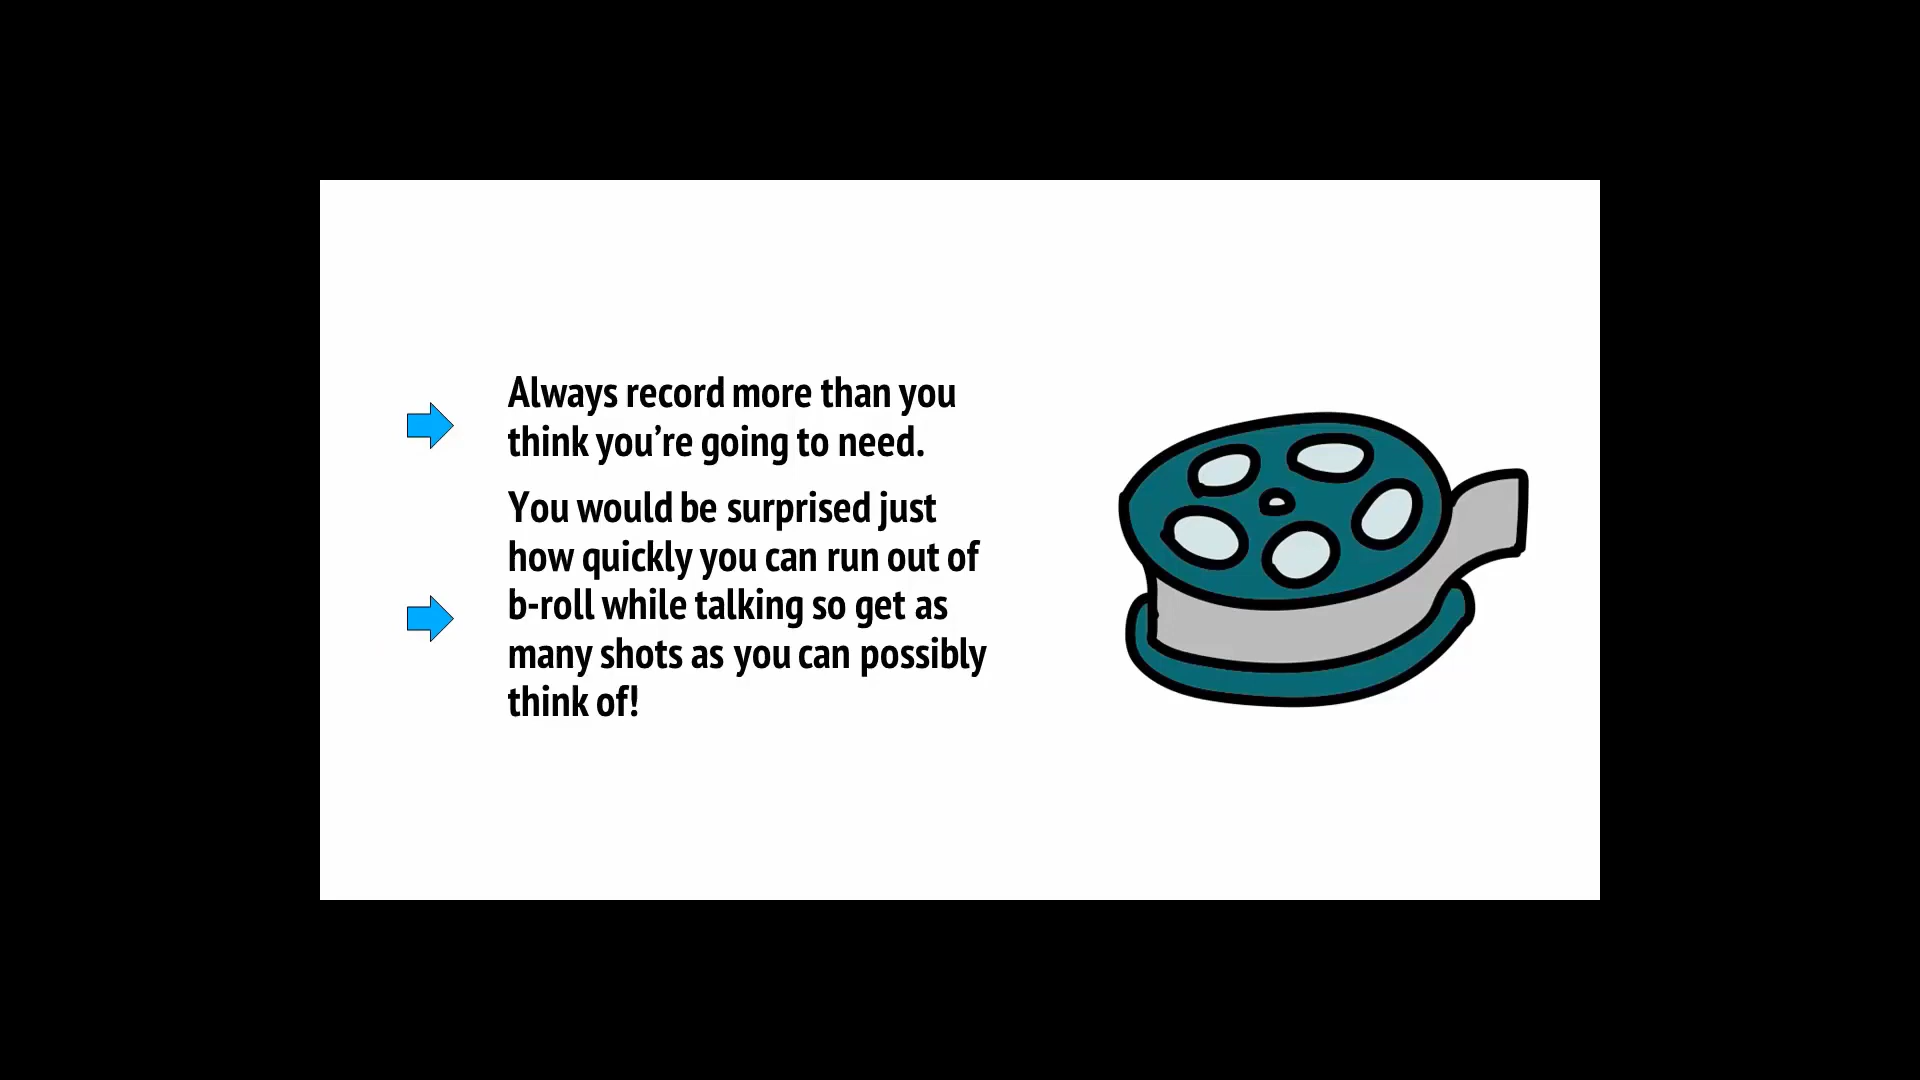 Always record more than you
think you’re going to need.
You would be surprised just
how quickly you can run out of
b-roll while talking so get as
many shots as you can possibly
think of!